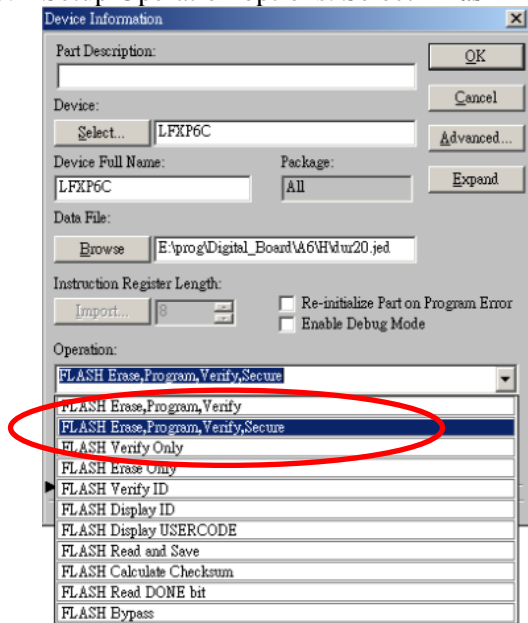 Device Information
Part Description:
OK
Device:
Cancel
Select...
LFXP6C
Advanced...
Device Full Name:
Package:
LFXP6C
All
Expand
Data File:
Browse
E:\prog\Digital_Board\A6\H\dur20.jed
Instruction Register Length:
Import...
8
Re-initialize Part on Program Error
Enable Debug Mode
Operation:
FLASH Erase,Program,Verify,Secure
FLASH Erase,Program,Verify
FLASH Erase,Program,Verify,Secure
FLASH Verify Only
FLASH Erase Only
FLASH Verify ID
FLASH Display ID
FLASH Display USERCODE
FLASH Read and Save
FLASH Calculate Checksum
FLASH Read DONE bit
FLASH Bypass